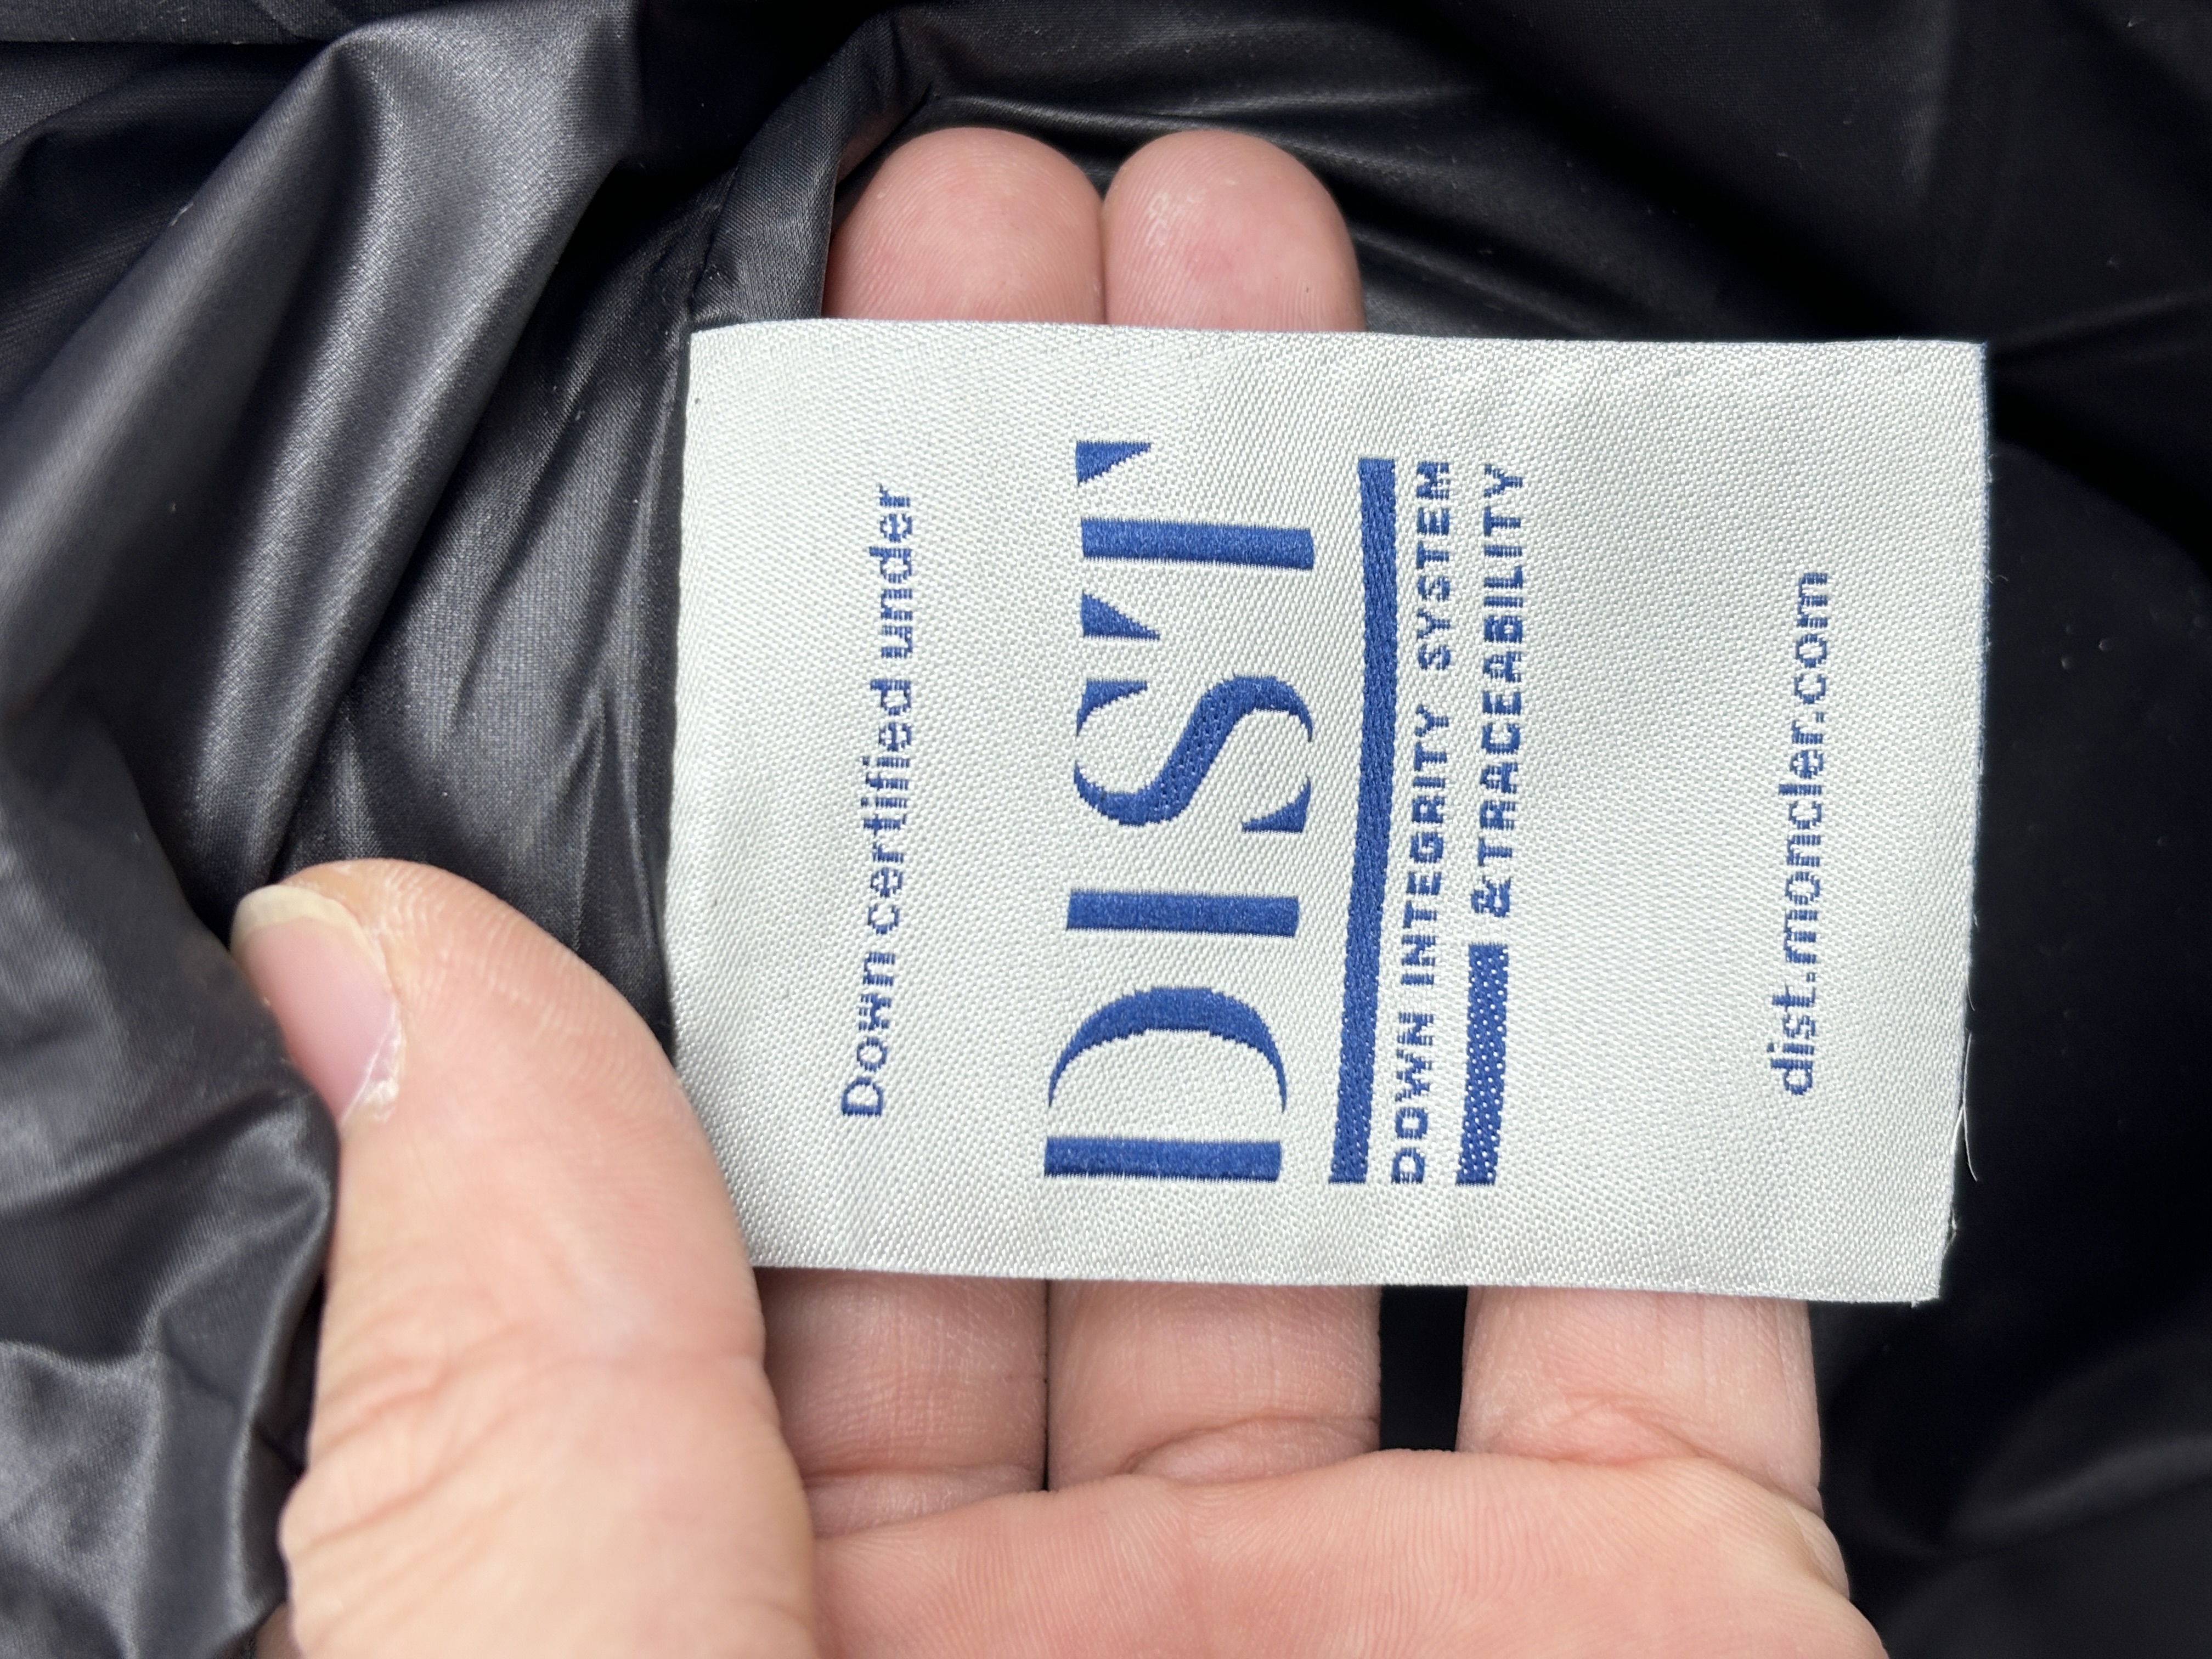 Down certified under
DIST
DOWN INTEGRITY SYSTEM
& TRACEABILITY
dist.moncler.com